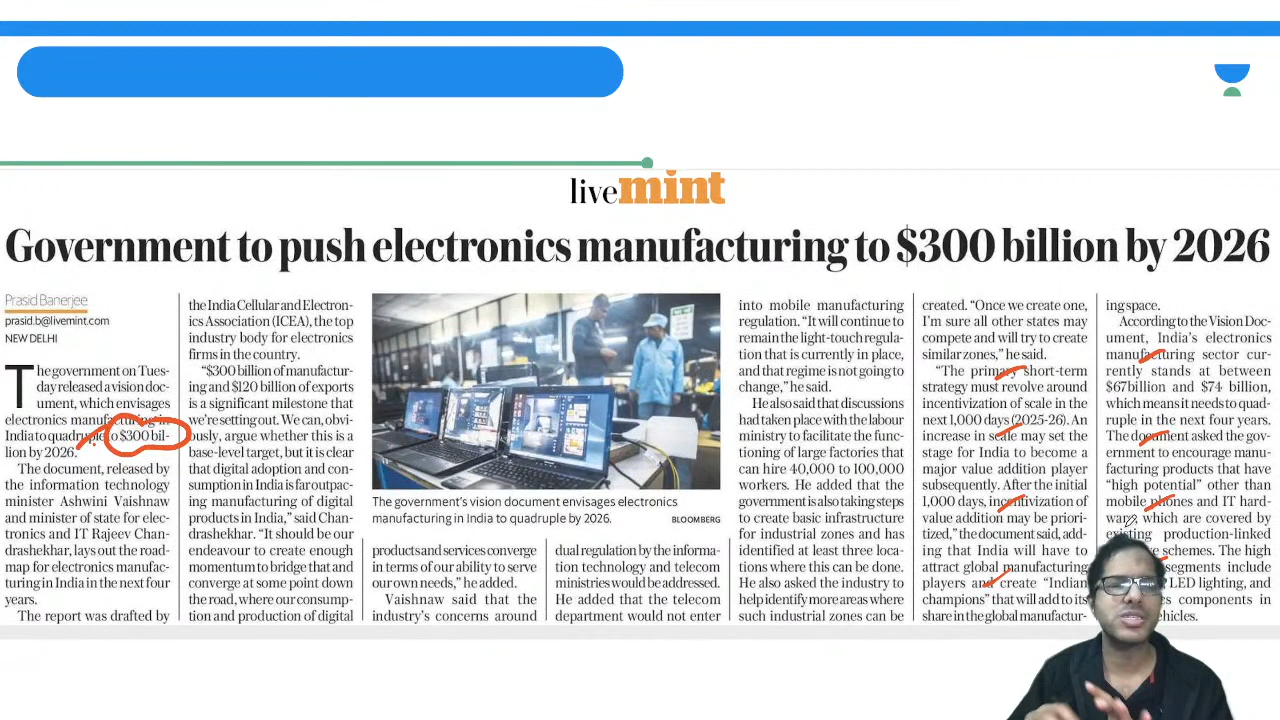 livemint
Government to push electronics manufacturing to $300 billion by 2026
Prasid Banerjee
prasid.b@livemint.com
NEW DELHI
The government on Tues-
day released a vision doc-
ument, which envisages
electronics manufacturing in
India to quadruple to $300 bil-
lion by 2026.
The document, released by
the information technology
minister Ashwini Vaishnaw
and minister of state for elec-
tronics and IT Rajeev Chan-
drashekhar, lays out the road-
map for electronics manufac-
turing in India in the next four
years.
The report was drafted by
the India Cellular and Electron-
ics Association (ICEA), the top
industry body for electronics
firms in the country.
“$300 billion of manufactur-
ing and $120 billion of exports
is a significant milestone that
we’re setting out. We can, obvi-
ously, argue whether this is a
base-level target, but it is clear
that digital adoption and con-
sumption in India is far outpac-
ing manufacturing of digital
products in India,” said Chan-
drashekhar. “It should be our
endeavour to create enough
momentum to bridge that and
converge at some point down
the road, where our consump-
tion and production of digital
The government’s vision document envisages electronics
manufacturing in India to quadruple by 2026.
BLOOMBERG
products and services converge
in terms of our ability to serve
our own needs,” he added.
Vaishnaw said that the
industry’s concerns around
dual regulation by the informa-
tion technology and telecom
ministries would be addressed.
He added that the telecom
department would not enter
into mobile manufacturing
regulation. “It will continue to
remain the light-touch regula-
tion that is currently in place,
and that regime is not going to
change,” he said.
He also said that discussions
had taken place with the labour
ministry to facilitate the func-
tioning of large factories that
can hire 40,000 to 100,000
workers. He added that the
government is also taking steps
to create basic infrastructure
for industrial zones and has
identified at least three loca-
tions where this can be done.
He also asked the industry to
help identify more areas where
such industrial zones can be
created. “Once we create one,
I’m sure all other states may
compete and will try to create
similar zones,” he said.
“The primary short-term
strategy must revolve around
incentivization of scale in the
next 1,000 days (2025-26). An
increase in scale may set the
stage for India to become a
major value addition player
subsequently. After the initial
1,000 days, incentivization of
value addition may be priori-
tized,” the document said, add-
ing that India will have to
attract global manufacturing
players and create “Indian
champions” that will add to its
share in the global manufactur-
ing space.
According to the Vision Doc-
ument, India’s electronics
manufacturing sector cur-
rently stands at between
$67billion and $74 billion,
which means it needs to quad-
ruple in the next four years.
The document asked the gov-
ernment to encourage manu-
facturing products that have
“high potential” other than
mobile phones and IT hard-
ware, which are covered by
existing production-linked
schemes. The high
segments include
LED lighting, and
components in